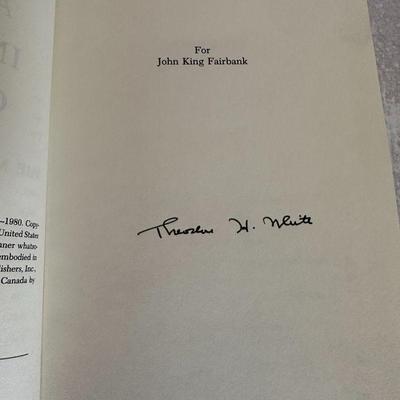 For
John King Fairbank
Theodore H. White
—1980. Copy-
United States
nner whatso-
embodied in
lishers, Inc.,
Canada by